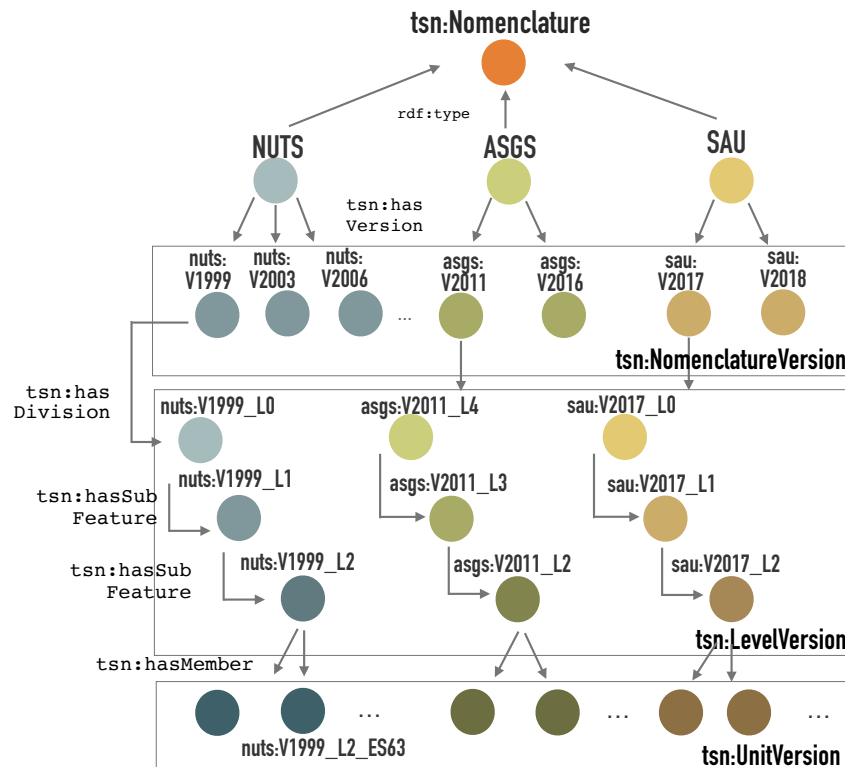 tsn:Nomenclature
rdf:type
NUTS
ASGS
SAU
tsn:has
Version
nuts:
V1999
nuts:
V2003
nuts:
V2006
...
asgs:
V2011
asgs:
V2016
sau:
V2017
sau:
V2018
tsn:NomenclatureVersion
tsn:has
Division
nuts:V1999_L0
asgs:V2011_L4
sau:V2017_L0
tsn:hasSub
Feature
nuts:V1999_L1
asgs:V2011_L3
sau:V2017_L1
tsn:hasSub
Feature
nuts:V1999_L2
asgs:V2011_L2
sau:V2017_L2
tsn:LevelVersion
tsn:hasMember
...
...
...
nuts:V1999_L2_ES63
tsn:UnitVersion